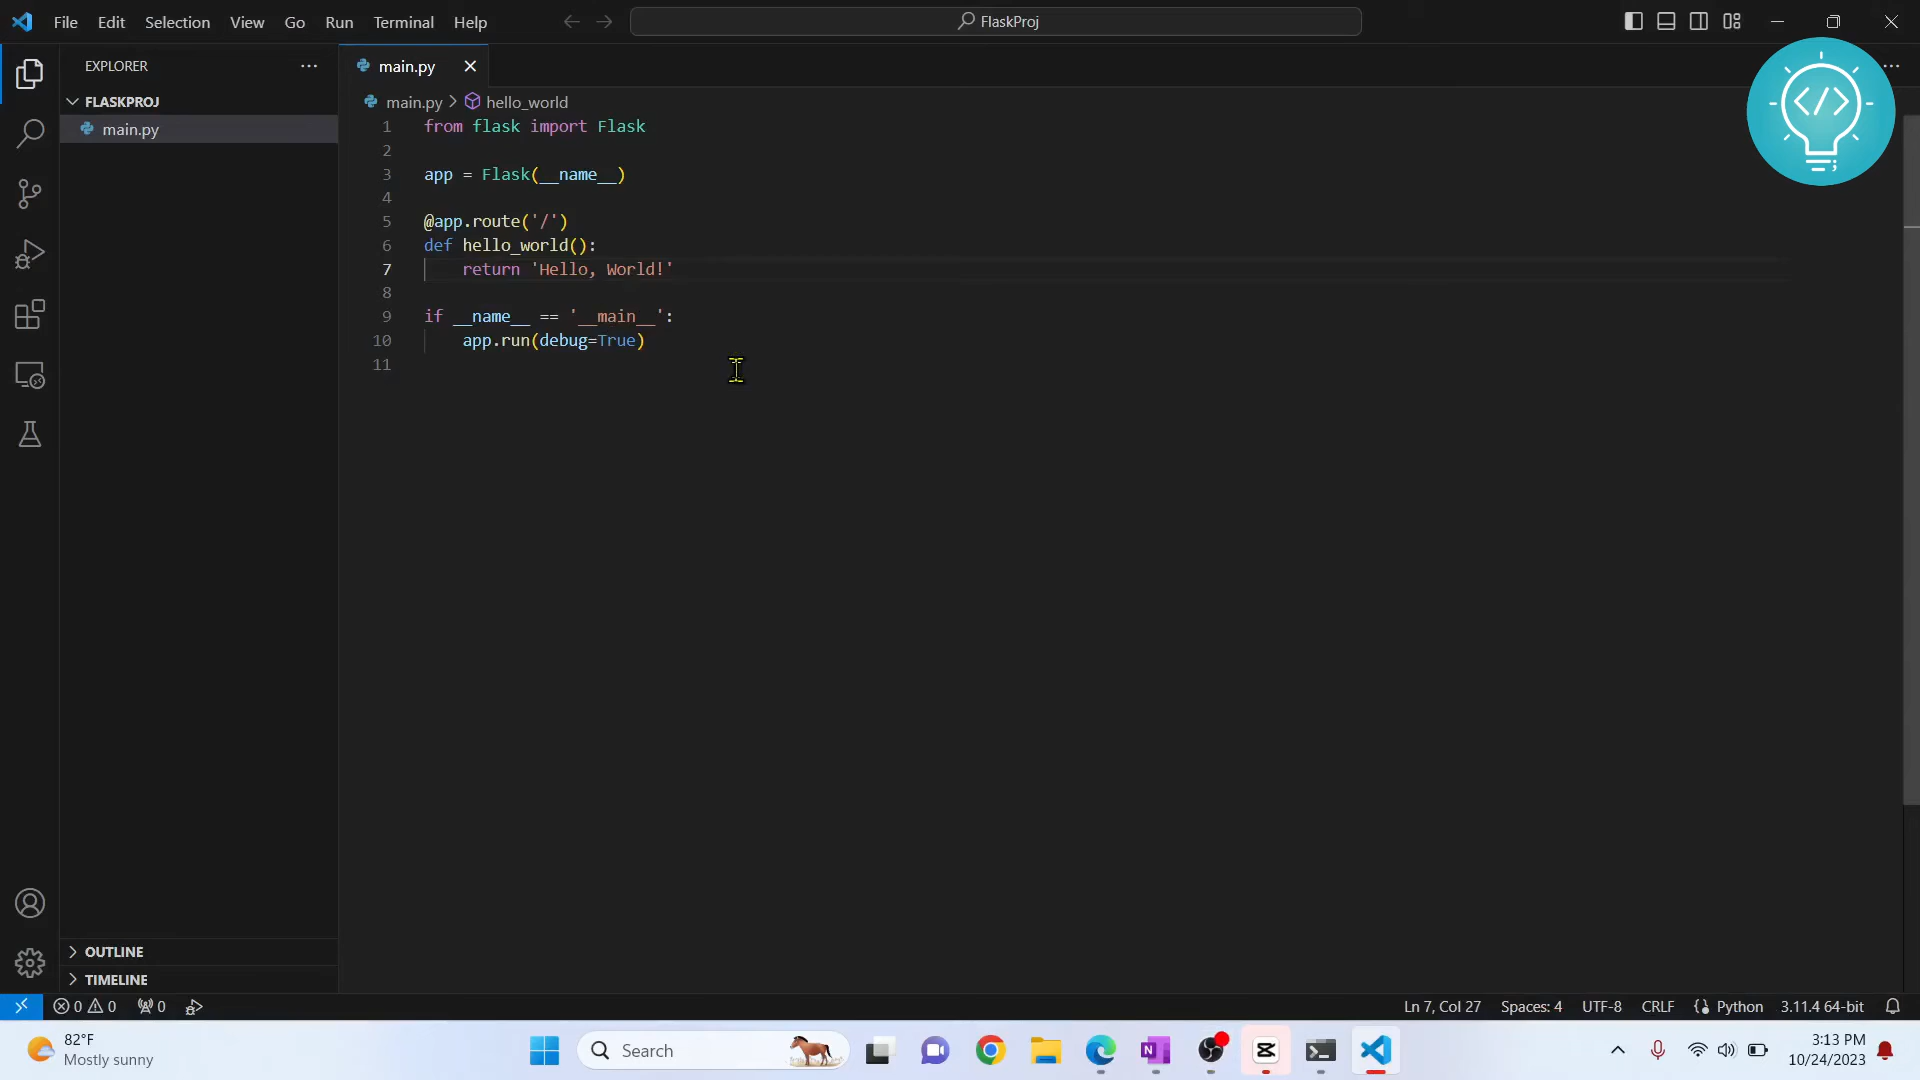 File Edit Selection View Go Run Terminal Help
FlaskProj
EXPLORER
main.py
FLASKPROJ
main.py
main.py > hello_world
1 from flask import Flask
2
3 app = Flask(__name__)
4
5 @app.route('/')
6 def hello_world():
7 return 'Hello, World!'
8
9 if __name__ == '__main__':
10 app.run(debug=True)
11
</>
;
OUTLINE
TIMELINE
0 0 0
Ln 7, Col 27 Spaces: 4 UTF-8 CRLF Python 3.11.4 64-bit
82°F
Mostly sunny
Search
3:13 PM
10/24/2023